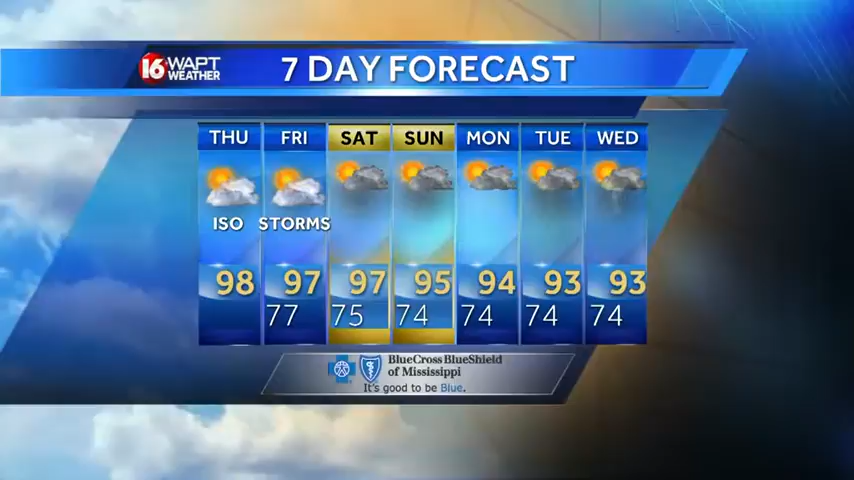 16 WAPT
WEATHER
7 DAY FORECAST
THU FRI SAT SUN MON TUE WED
ISO STORMS
98 97 97 95 94 93 93
77 75 74 74 74 74
BlueCross BlueShield
of Mississippi
It's good to be Blue.